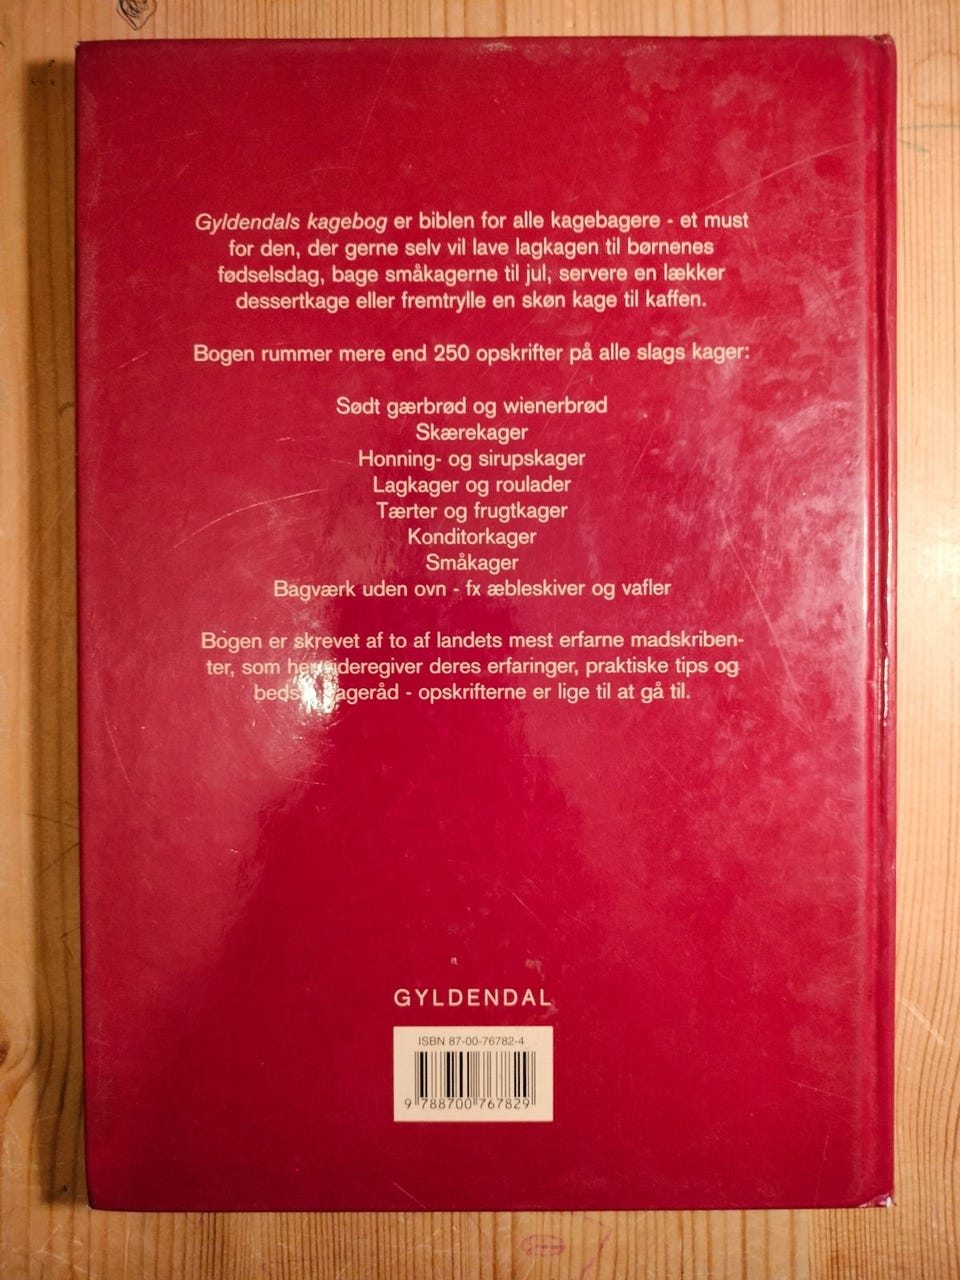 Gyldendals kagebog er biblen for alle kagebagere - et must
for den, der gerne selv vil lave lagkagen til børnenes
fødselsdag, bage småkagerne til jul, servere en lækker
dessertkage eller fremtrylle en skøn kage til kaffen.
Bogen rummer mere end 250 opskrifter på alle slags kager:
Sødt gærbrød og wienerbrød
Skærekager
Honning- og sirupskager
Lagkager og roulader
Tærter og frugtkager
Konditorkager
Småkager
Bagværk uden ovn - fx æbleskiver og vafler
Bogen er skrevet af to af landets mest erfarne madskriben-
ter, som her videregiver deres erfaringer, praktiske tips og
- opskrifterne er lige til at gå til.
GYLDENDAL
ISBN 87-00-76782-4
9 788700 767829